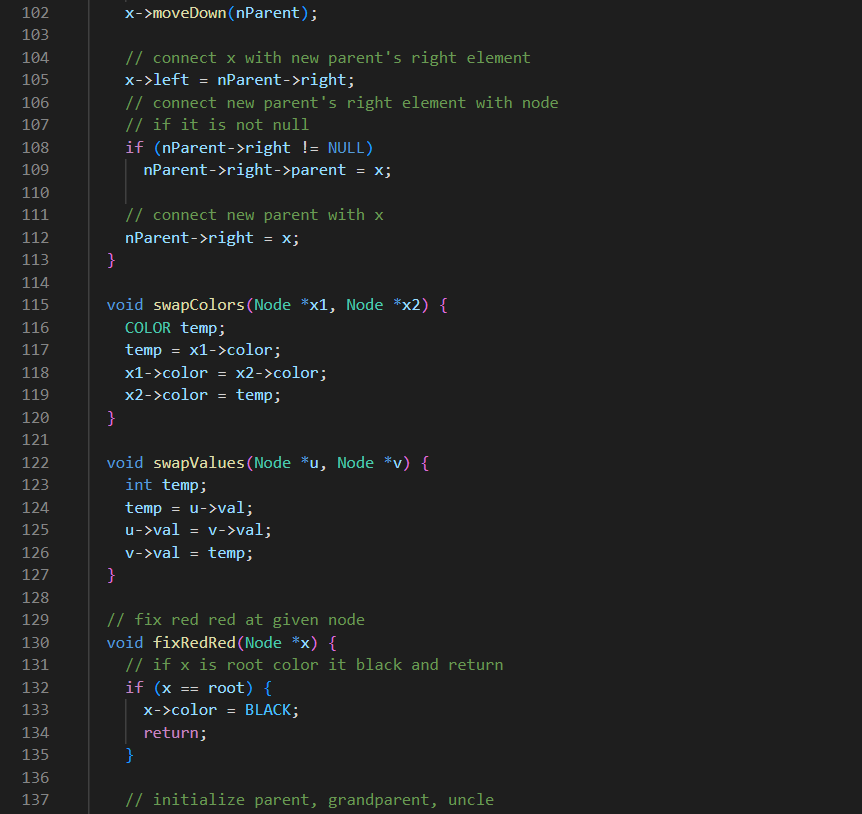 102 x->moveDown(nParent);
103
104 // connect x with new parent's right element
105 x->left = nParent->right;
106 // connect new parent's right element with node
107 // if it is not null
108 if (nParent->right != NULL)
109 nParent->right->parent = x;
110
111 // connect new parent with x
112 nParent->right = x;
113 }
114
115 void swapColors(Node *x1, Node *x2) {
116 COLOR temp;
117 temp = x1->color;
118 x1->color = x2->color;
119 x2->color = temp;
120 }
121
122 void swapValues(Node *u, Node *v) {
123 int temp;
124 temp = u->val;
125 u->val = v->val;
126 v->val = temp;
127 }
128
129 // fix red red at given node
130 void fixRedRed(Node *x) {
131 // if x is root color it black and return
132 if (x == root) {
133 x->color = BLACK;
134 return;
135 }
136
137 // initialize parent, grandparent, uncle